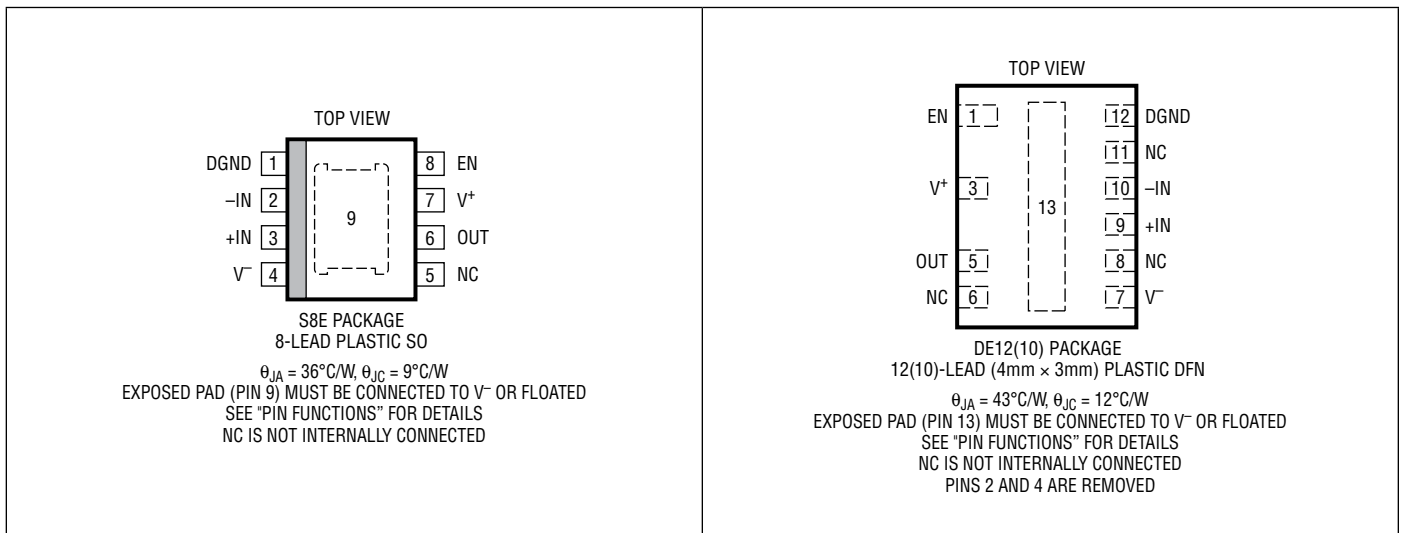 TOP VIEW
DGND 1 8 EN
–IN 2 7 V⁺
9
+IN 3 6 OUT
V⁻ 4 5 NC
S8E PACKAGE
8-LEAD PLASTIC SO
θJA = 36°C/W, θJC = 9°C/W
EXPOSED PAD (PIN 9) MUST BE CONNECTED TO V⁻ OR FLOATED
SEE "PIN FUNCTIONS” FOR DETAILS
NC IS NOT INTERNALLY CONNECTED
TOP VIEW
EN 1 12 DGND
11 NC
V⁺ 3 10 –IN
13
9 +IN
OUT 5 8 NC
NC 6 7 V⁻
DE12(10) PACKAGE
12(10)-LEAD (4mm × 3mm) PLASTIC DFN
θJA = 43°C/W, θJC = 12°C/W
EXPOSED PAD (PIN 13) MUST BE CONNECTED TO V⁻ OR FLOATED
SEE "PIN FUNCTIONS” FOR DETAILS
NC IS NOT INTERNALLY CONNECTED
PINS 2 AND 4 ARE REMOVED